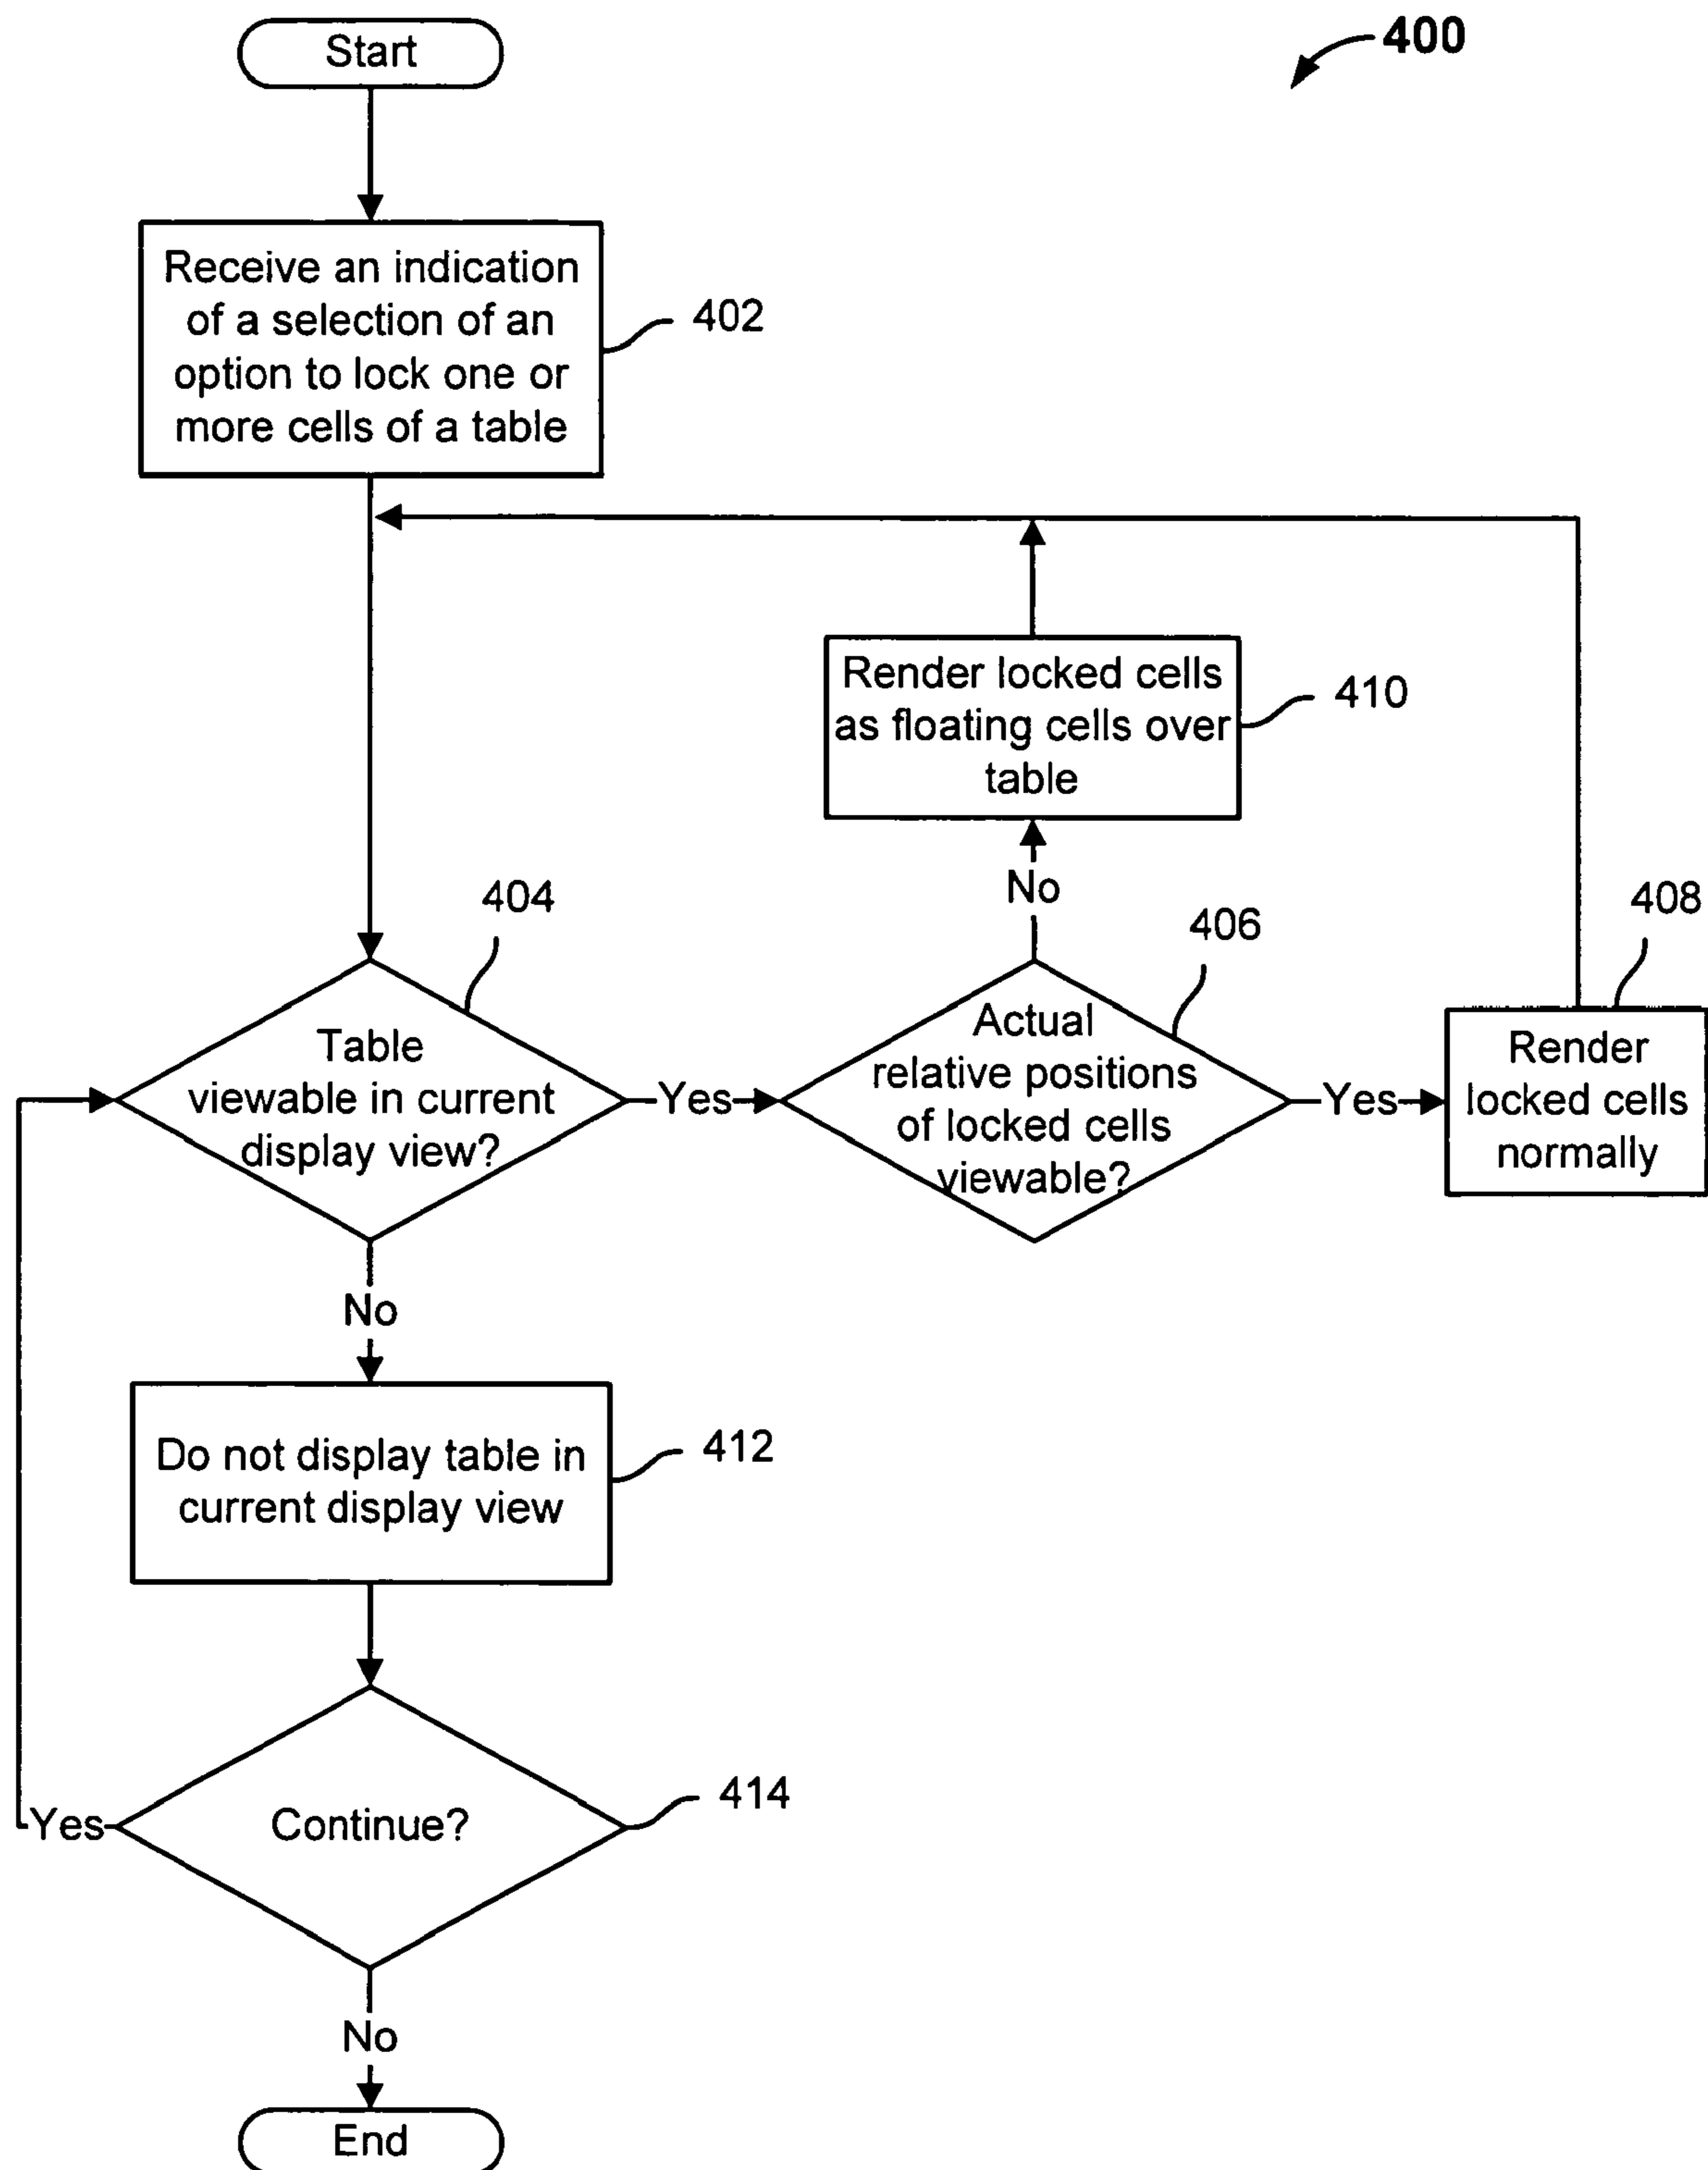 Start
400
Receive an indication
of a selection of an
option to lock one or
more cells of a table
402
Render locked cells
as floating cells over
table
410
No
404
406
408
Table
viewable in current
display view?
Yes
Actual
relative positions
of locked cells
viewable?
Yes
Render
locked cells
normally
No
Do not display table in
current display view
412
Continue?
414
Yes
No
End